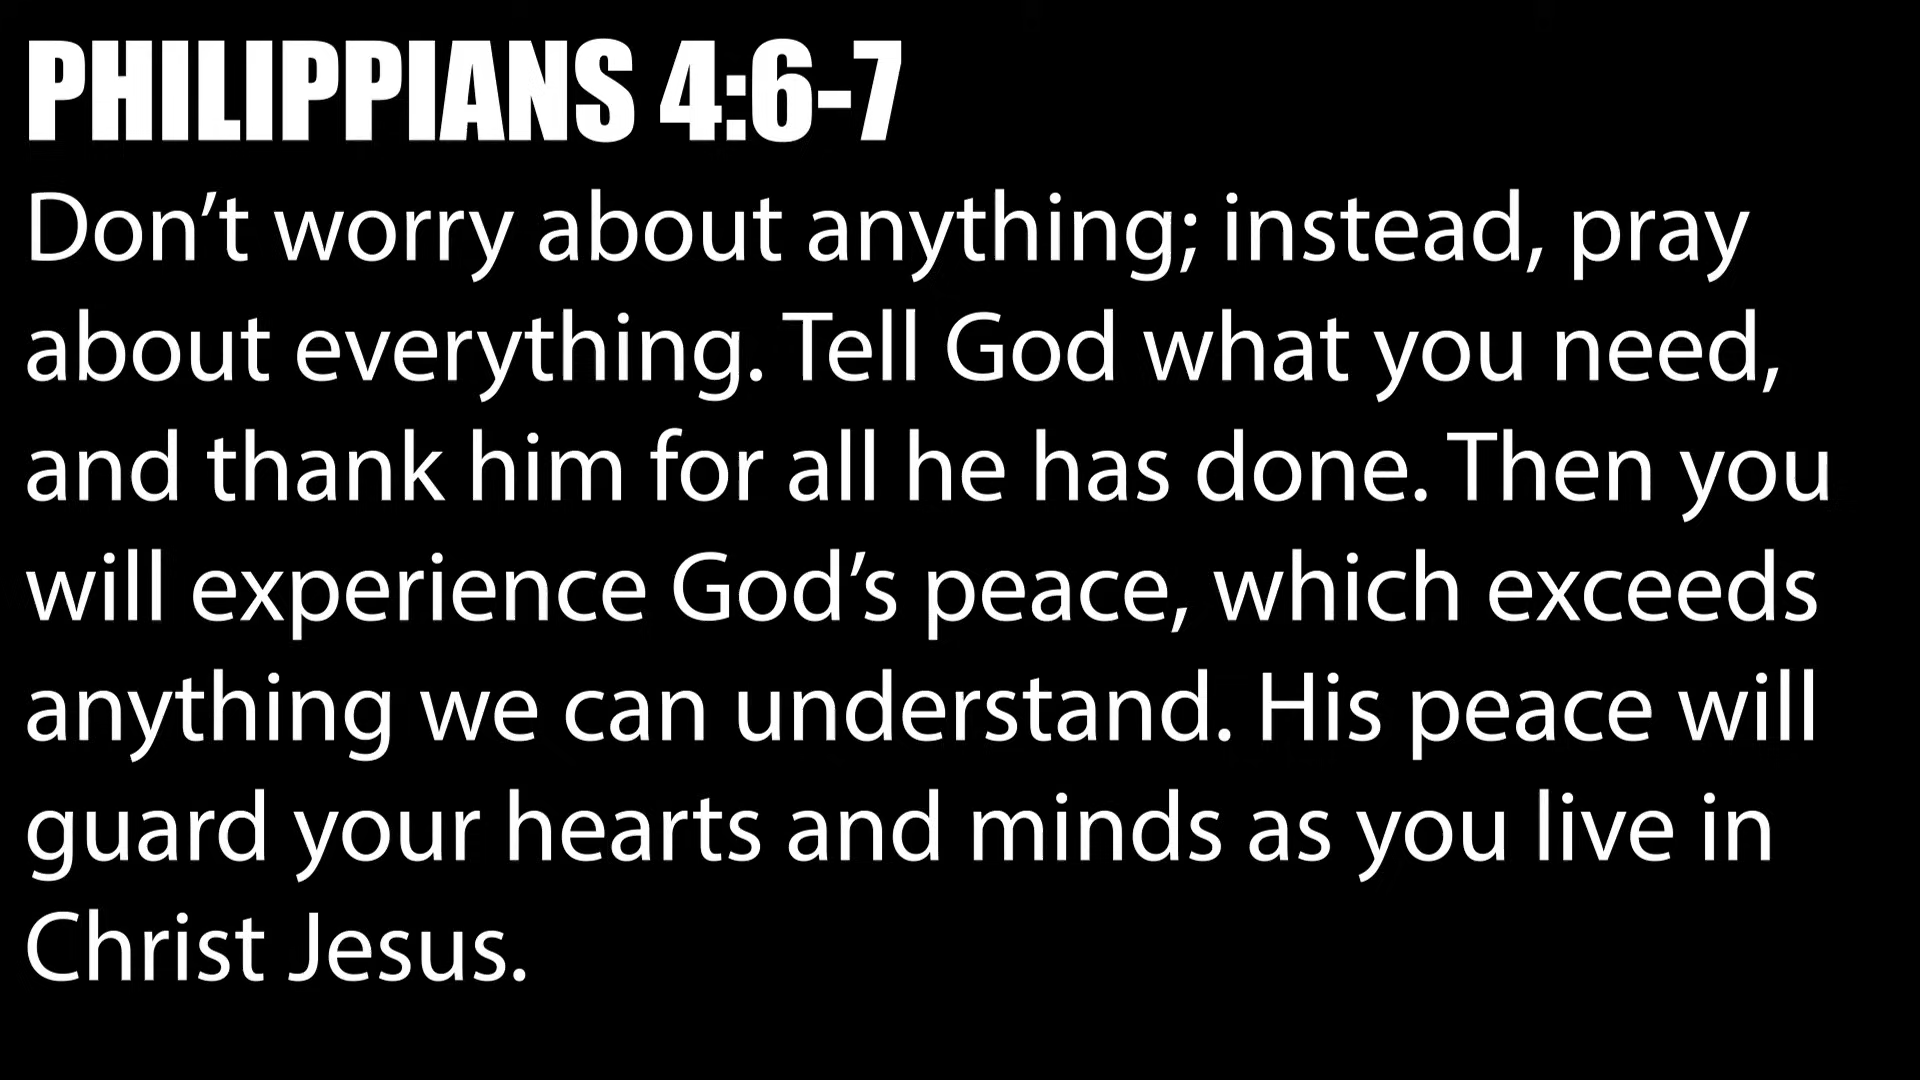 PHILIPPIANS 4:6-7
Don’t worry about anything; instead, pray
about everything. Tell God what you need,
and thank him for all he has done. Then you
will experience God’s peace, which exceeds
anything we can understand. His peace will
guard your hearts and minds as you live in
Christ Jesus.